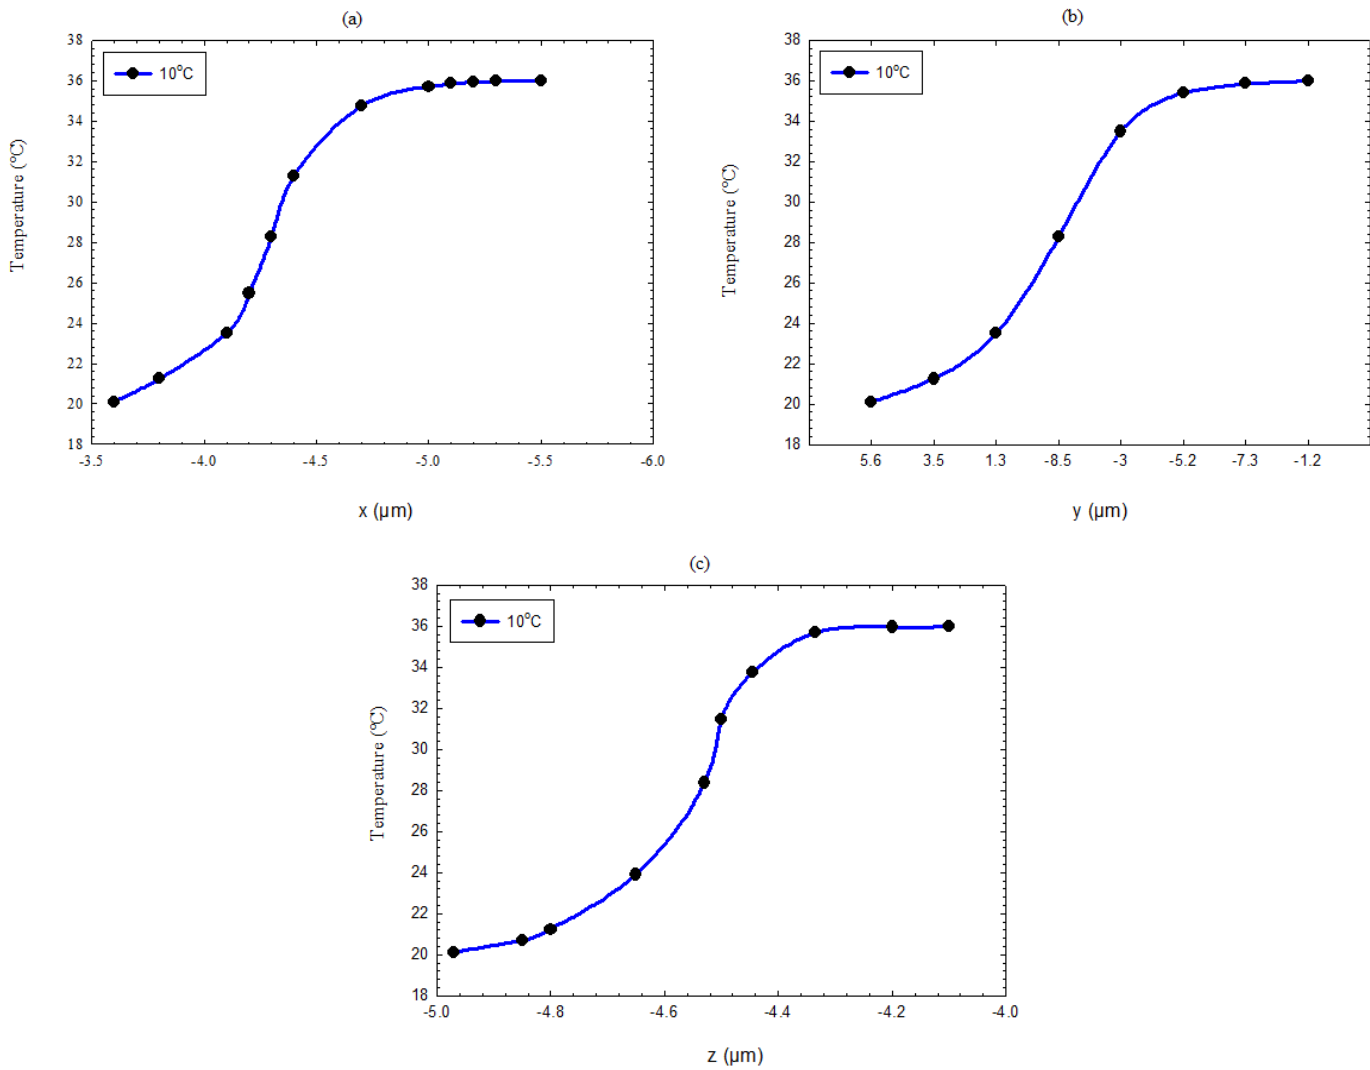 (a)
38
36
34
32
30
28
26
24
22
20
18
10°C
Temperature (°C)
-3.5 -4.0 -4.5 -5.0 -5.5 -6.0
x (µm)
(b)
38
36
34
32
30
28
26
24
22
20
18
10°C
Temperature (°C)
5.6 3.5 1.3 -8.5 -3 -5.2 -7.3 -1.2
y (µm)
(c)
38
36
34
32
30
28
26
24
22
20
18
10°C
Temperature (°C)
-5.0 -4.8 -4.6 -4.4 -4.2 -4.0
z (µm)